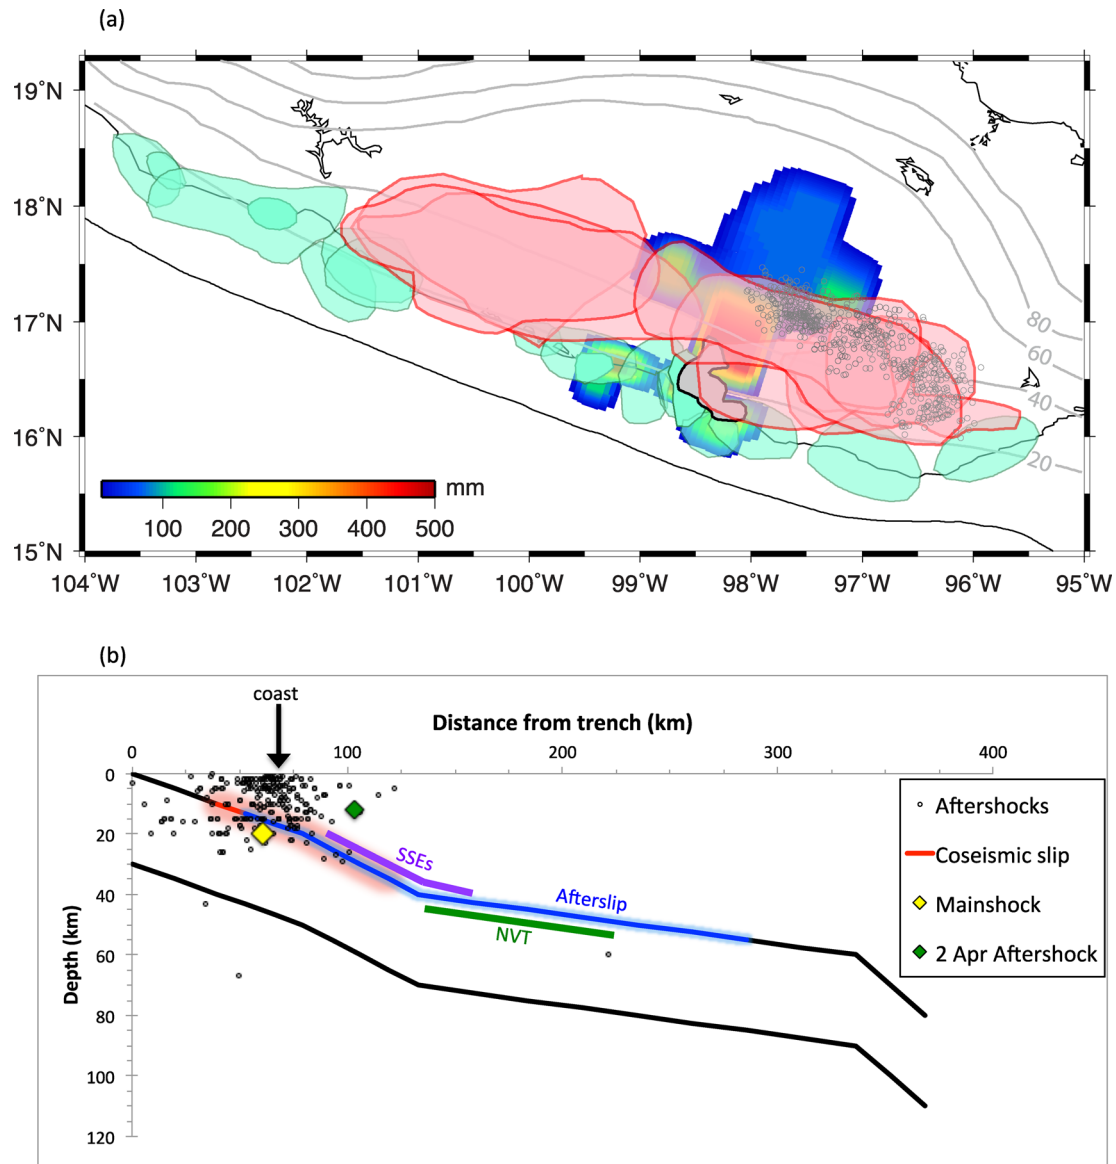 (a)
19°N
18°N
17°N
16°N
15°N
80
60
40
20
mm
100 200 300 400 500
104°W 103°W 102°W 101°W 100°W 99°W 98°W 97°W 96°W 95°W
(b)
coast
Distance from trench (km)
0 100 200 300 400
0
20
40
60
80
100
120
Depth (km)
SSEs
Afterslip
NVT
Aftershocks
Coseismic slip
Mainshock
2 Apr Aftershock